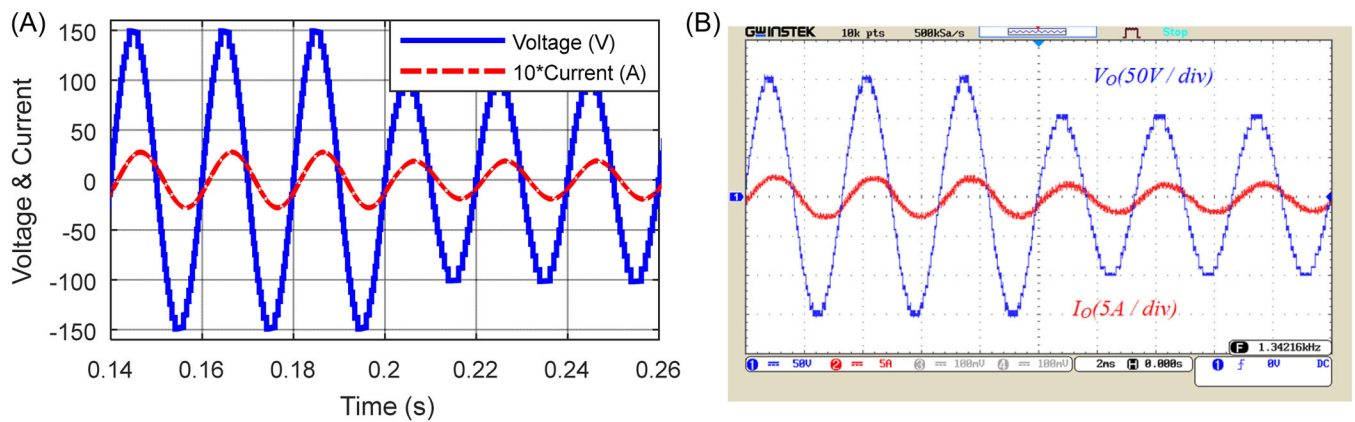 (A)
150
100
50
0
-50
-100
-150
Voltage & Current
Voltage (V)
10*Current (A)
0.14 0.16 0.18 0.2 0.22 0.24 0.26
Time (s)
(B)
GWINSTEK 10k pts 500kSa/s Stop
VO(50V / div)
1
IO(5A / div)
F 1.34216kHz
1 50V 2 5A 3 100mV 4 100mV 2ms H 0.000s 1 0V DC